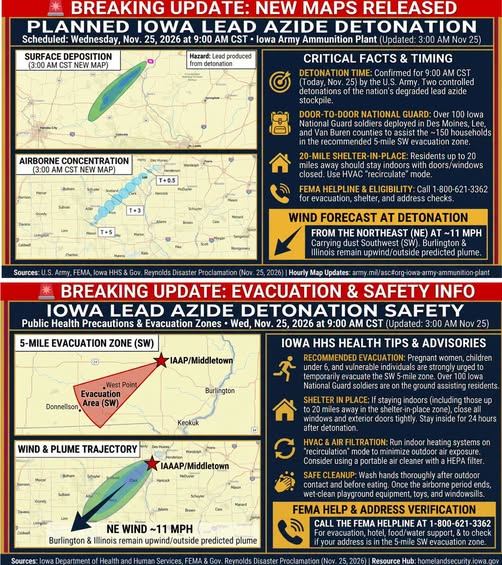 BREAKING UPDATE: NEW MAPS RELEASED
PLANNED IOWA LEAD AZIDE DETONATION
Scheduled: Wednesday, Nov. 25, 2026 at 9:00 AM CST • Iowa Army Ammunition Plant (Updated: 3:00 AM Nov 25)
SURFACE DEPOSITION
(3:00 AM CST NEW MAP)
Hazard: Lead produced
from detonation
AIRBORNE CONCENTRATION
(3:00 AM CST NEW MAP)
T + 0.5
T + 3
T + 5
CRITICAL FACTS & TIMING
DETONATION TIME: Confirmed for 9:00 AM CST
(Today, Nov. 25) by the U.S. Army. Two controlled
detonations of the nation's degraded lead azide
stockpile.
DOOR-TO-DOOR NATIONAL GUARD: Over 100 Iowa
National Guard soldiers deployed in Des Moines, Lee,
and Van Buren counties to assist the ~150 households
in the recommended 5-mile SW evacuation zone.
20-MILE SHELTER-IN-PLACE: Residents up to 20
miles away should stay indoors with doors/windows
closed. Use HVAC "recirculate" mode.
FEMA HELPLINE & ELIGIBILITY: Call 1-800-621-3362
for evacuation, shelter, and address checks.
WIND FORECAST AT DETONATION
FROM THE NORTHEAST (NE) AT ~11 MPH
Carrying dust Southwest (SW). Burlington &
Illinois remain upwind/outside predicted plume.
Sources: U.S. Army, FEMA, Iowa HHS & Gov. Reynolds Disaster Proclamation (Nov. 25, 2026) | Hourly Map Updates: army.mil/asc#org-iowa-army-ammunition-plant
BREAKING UPDATE: EVACUATION & SAFETY INFO
IOWA LEAD AZIDE DETONATION SAFETY
Public Health Precautions & Evacuation Zones • Wed, Nov. 25, 2026 at 9:00 AM CST (Updated: 3:00 AM Nov 25)
5-MILE EVACUATION ZONE (SW)
IAAP/Middletown
West Point
Evacuation
Area (SW)
Donnellson
Burlington
Keokuk
WIND & PLUME TRAJECTORY
IAAAP/Middletown
NE WIND ~11 MPH
Burlington & Illinois remain upwind/outside predicted plume
IOWA HHS HEALTH TIPS & ADVISORIES
RECOMMENDED EVACUATION: Pregnant women, children
under 6, and vulnerable individuals are strongly urged to
temporarily evacuate the SW 5-mile zone. Over 100 Iowa
National Guard soldiers are on the ground assisting residents.
SHELTER IN PLACE: If staying indoors (including those up
to 20 miles away in the shelter-in-place zone), close all
windows and exterior doors tightly. Stay inside for 24 hours
after detonation.
HVAC & AIR FILTRATION: Run indoor heating systems on
"recirculation" mode to minimize outdoor air exposure.
Consider using a portable air cleaner with a HEPA filter.
SAFE CLEANUP: Wash hands thoroughly after outdoor
contact and before eating. Once the airborne period ends,
wet-clean playground equipment, toys, and windowsills.
FEMA HELP & ADDRESS VERIFICATION
CALL THE FEMA HELPLINE AT 1-800-621-3362
For evacuation, hotel, food/water support, & to check
if your address is in the 5-mile SW evacuation zone.
Sources: Iowa Department of Health and Human Services, FEMA & Gov. Reynolds Proclamation (Nov. 25, 2026) | Resource Hub: homelandsecurity.iowa.gov